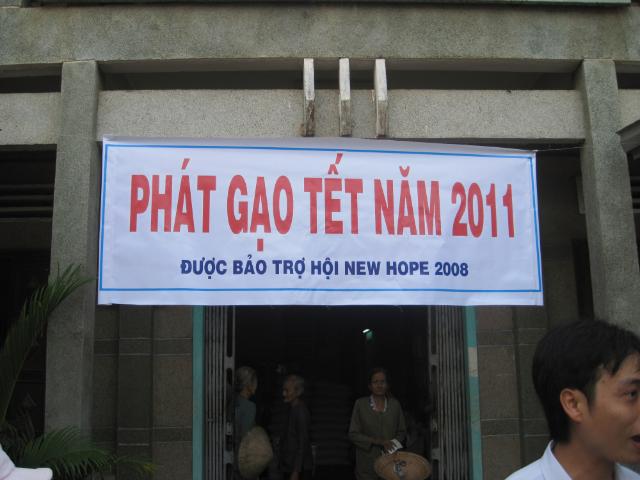 PHÁT GẠO TẾT NĂM 2011
ĐƯỢC BẢO TRỢ HỘI NEW HOPE 2008